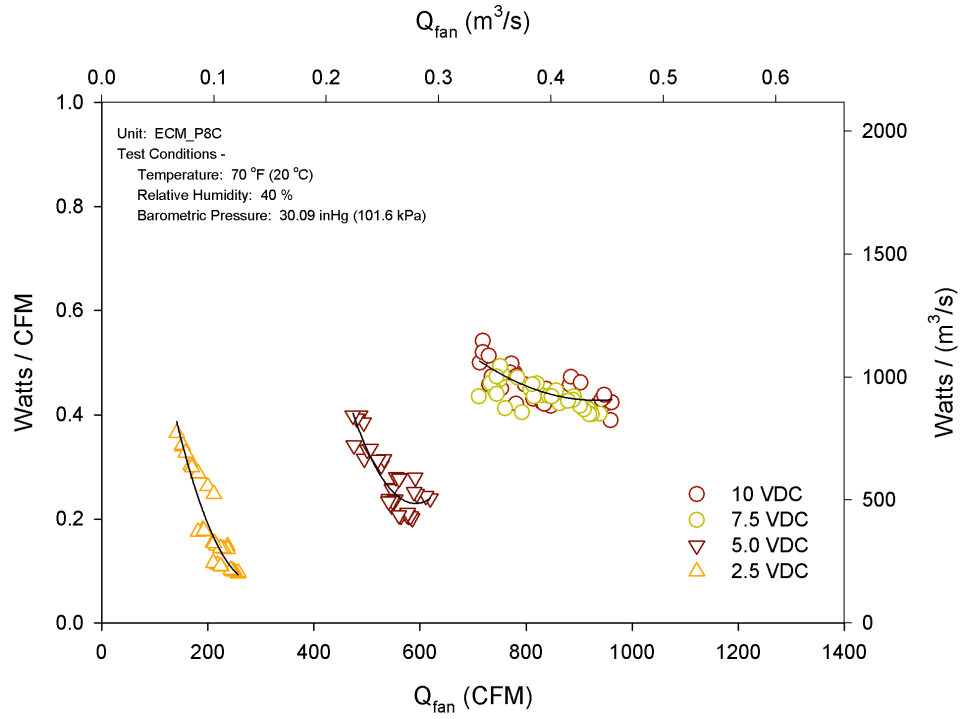 Q_fan (m³/s)
0.0 0.1 0.2 0.3 0.4 0.5 0.6
Unit: ECM_P8C
Test Conditions -
Temperature: 70 °F (20 °C)
Relative Humidity: 40 %
Barometric Pressure: 30.09 inHg (101.6 kPa)
Watts / CFM
1.0
0.8
0.6
0.4
0.2
0.0
2000
1500
1000
500
0
Watts / (m³/s)
10 VDC
7.5 VDC
5.0 VDC
2.5 VDC
0 200 400 600 800 1000 1200 1400
Q_fan (CFM)